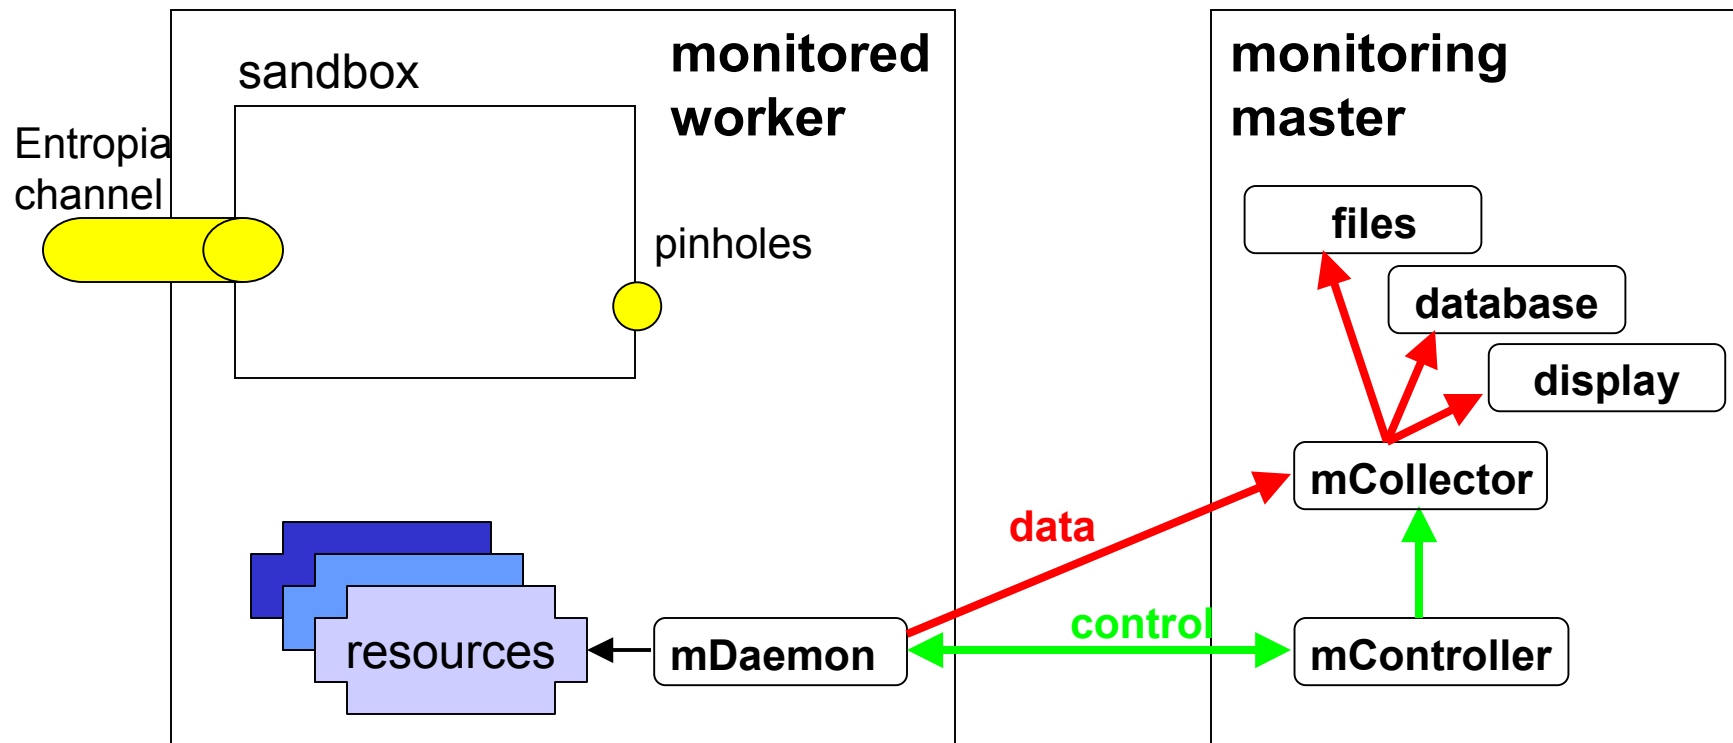 sandbox
monitored
worker
Entropia
channel
pinholes
resources
mDaemon
data
control
monitoring
master
files
database
display
mCollector
mController